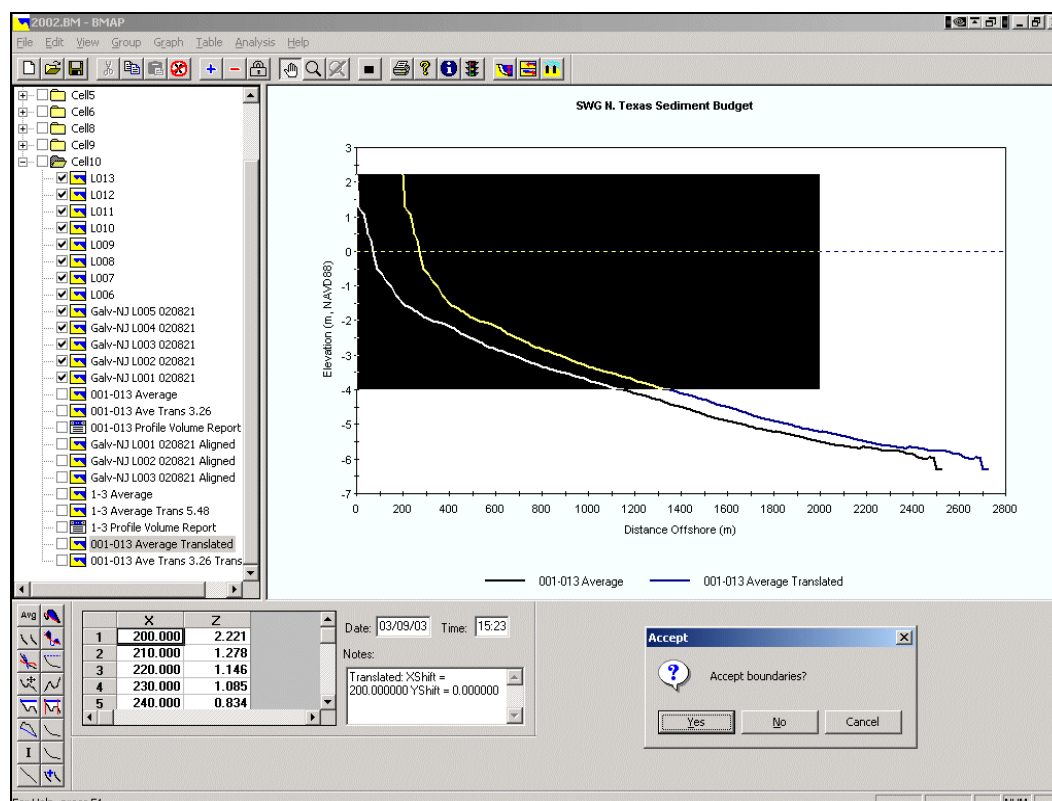 2002.BM - BMAP
File Edit View Group Graph Table Analysis Help
Cell5
Cell6
Cell8
Cell9
Cell10
L013
L012
L011
L010
L009
L008
L007
L006
Galv-NJ L005 020821
Galv-NJ L004 020821
Galv-NJ L003 020821
Galv-NJ L002 020821
Galv-NJ L001 020821
001-013 Average
001-013 Ave Trans 3.26
001-013 Profile Volume Report
Galv-NJ L001 020821 Aligned
Galv-NJ L002 020821 Aligned
Galv-NJ L003 020821 Aligned
1-3 Average
1-3 Average Trans 5.48
1-3 Profile Volume Report
001-013 Average Translated
001-013 Ave Trans 3.26 Trans
SWG N. Texas Sediment Budget
Elevation (m, NAVD88)
3
2
1
0
-1
-2
-3
-4
-5
-6
-7
0 200 400 600 800 1000 1200 1400 1600 1800 2000 2200 2400 2600 2800
Distance Offshore (m)
001-013 Average 001-013 Average Translated
Avg
X Z
1 200.000 2.221
2 210.000 1.278
3 220.000 1.146
4 230.000 1.085
5 240.000 0.834
Date: 03/09/03 Time: 15:23
Notes:
Translated: XShift =
200.000000 YShift = 0.000000
Accept
Accept boundaries?
Yes No Cancel